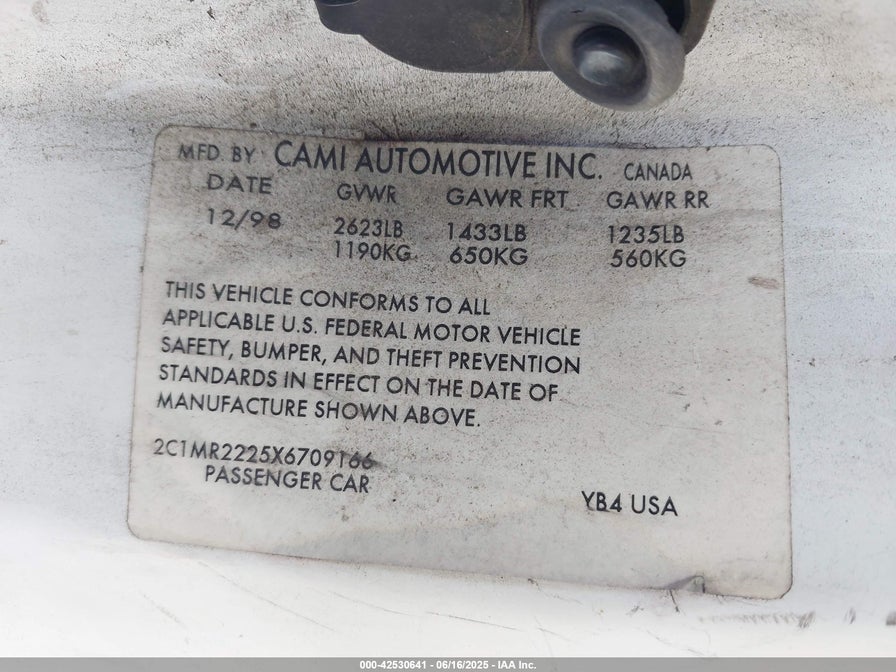 MFD. BY CAMI AUTOMOTIVE INC. CANADA
DATE GVWR GAWR FRT GAWR RR
12/98 2623LB 1433LB 1235LB
1190KG 650KG 560KG
THIS VEHICLE CONFORMS TO ALL
APPLICABLE U.S. FEDERAL MOTOR VEHICLE
SAFETY, BUMPER, AND THEFT PREVENTION
STANDARDS IN EFFECT ON THE DATE OF
MANUFACTURE SHOWN ABOVE.
2C1MR2225X6709166
PASSENGER CAR
YB4 USA
000-42530641 - 06/16/2025 - IAA Inc.